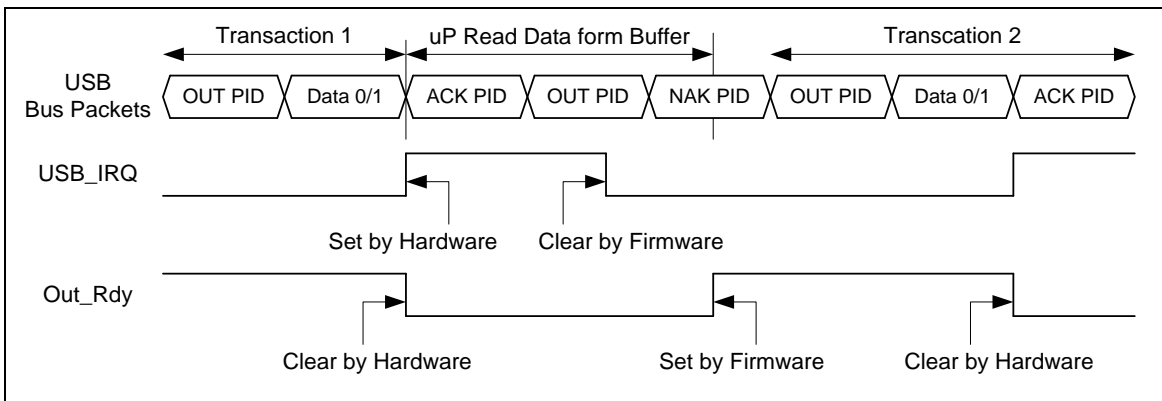 Transaction 1 uP Read Data form Buffer Transcation 2
USB
Bus Packets
OUT PID Data 0/1 ACK PID OUT PID NAK PID OUT PID Data 0/1 ACK PID
USB_IRQ
Set by Hardware Clear by Firmware
Out_Rdy
Clear by Hardware Set by Firmware Clear by Hardware